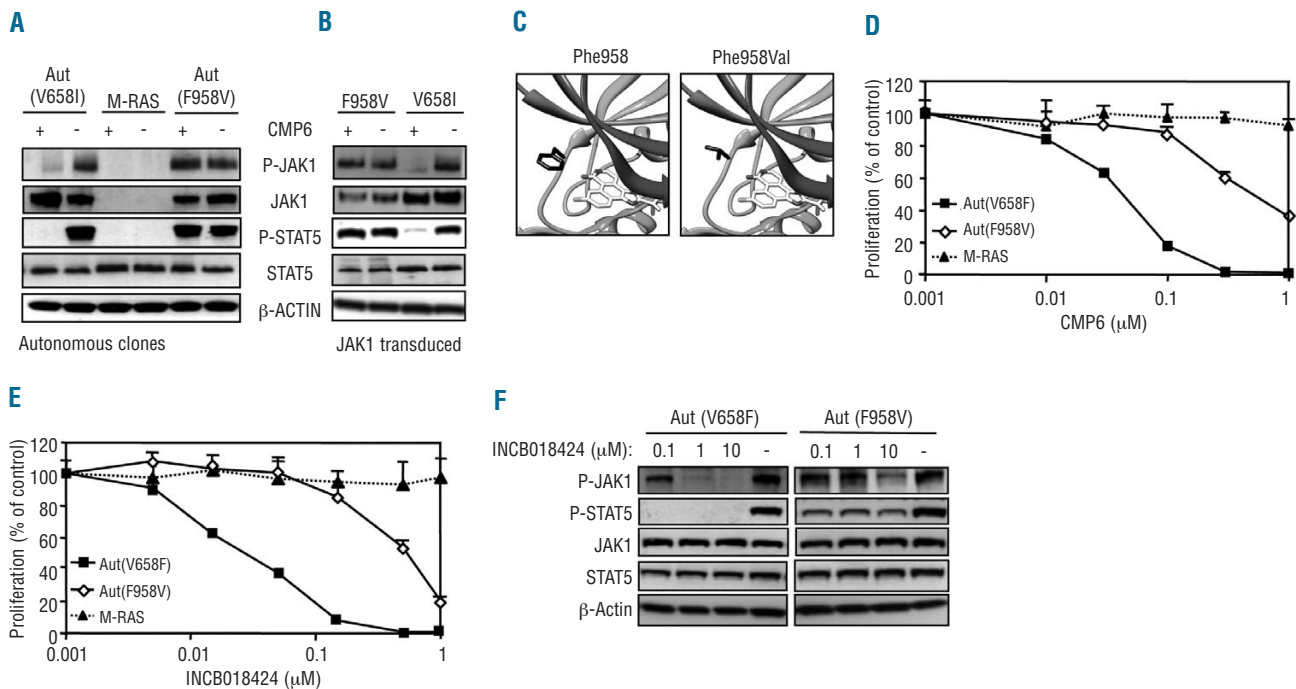 A
Aut
(V658I)
M-RAS
Aut
(F958V)
+ - + - + -
Autonomous clones
B
F958V V658I
+ - + -
CMP6
P-JAK1
JAK1
P-STAT5
STAT5
β-ACTIN
JAK1 transduced
C
Phe958
Phe958Val
D
Proliferation (% of control)
120
100
80
60
40
20
0
Aut(V658F)
Aut(F958V)
M-RAS
0.001 0.01 0.1 1
CMP6 (μM)
E
Proliferation (% of control)
120
100
80
60
40
20
0
Aut(V658F)
Aut(F958V)
M-RAS
0.001 0.01 0.1 1
INCB018424 (μM)
F
Aut (V658F) Aut (F958V)
INCB018424 (μM): 0.1 1 10 - 0.1 1 10 -
P-JAK1
P-STAT5
JAK1
STAT5
β-Actin